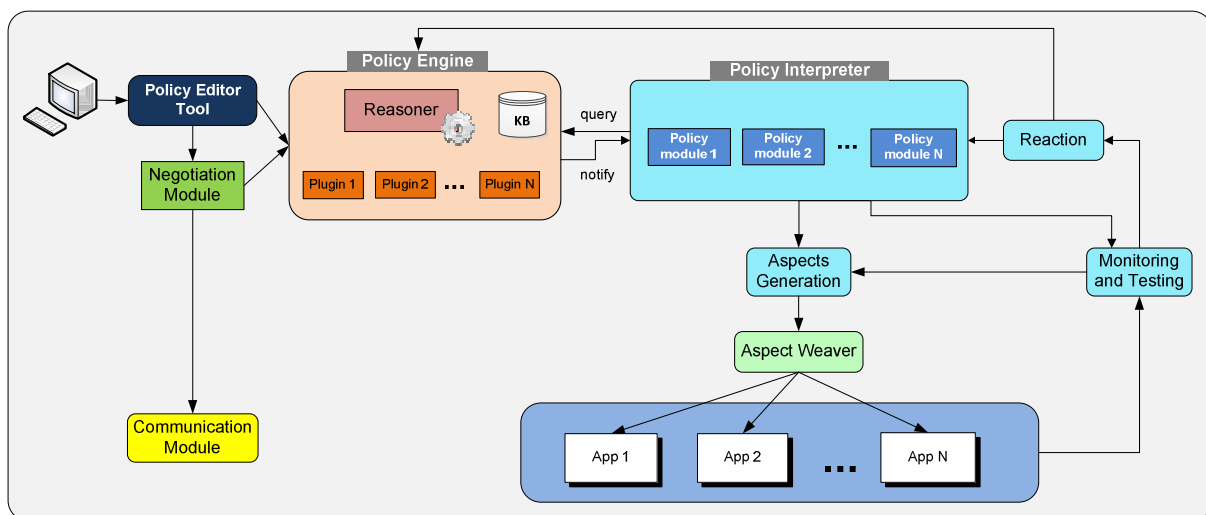 Policy Editor
Tool
Negotiation
Module
Communication
Module
Policy Engine
Reasoner
KB
Plugin 1
Plugin 2
...
Plugin N
query
notify
Policy Interpreter
Policy
module 1
Policy
module 2
...
Policy
module N
Reaction
Aspects
Generation
Monitoring
and Testing
Aspect Weaver
App 1
App 2
...
App N